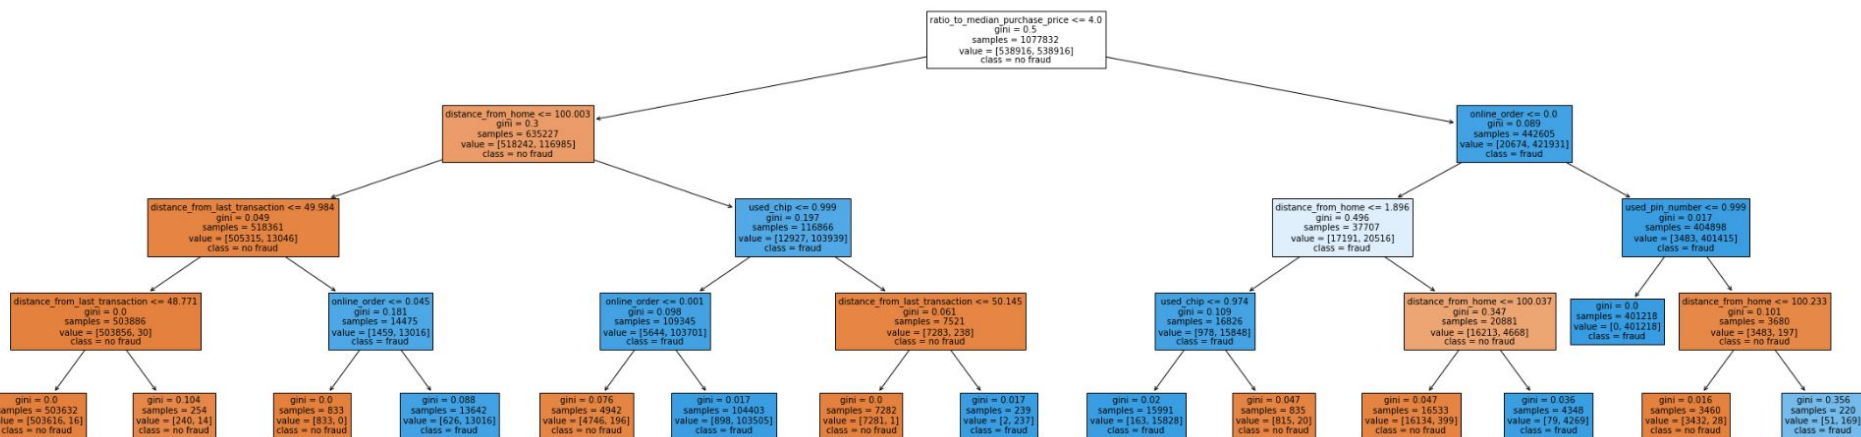 ratio_to_median_purchase_price <= 4.0
gini = 0.5
samples = 1077832
value = [538916, 538916]
class = no fraud
distance_from_home <= 100.003
gini = 0.3
samples = 635227
value = [518242, 116985]
class = no fraud
online_order <= 0.0
gini = 0.089
samples = 442605
value = [20674, 421931]
class = fraud
distance_from_last_transaction <= 49.984
gini = 0.049
samples = 518361
value = [505315, 13046]
class = no fraud
used_chip <= 0.999
gini = 0.197
samples = 116866
value = [12927, 103939]
class = fraud
distance_from_home <= 1.896
gini = 0.496
samples = 37707
value = [17191, 20516]
class = fraud
used_pin_number <= 0.999
gini = 0.017
samples = 404898
value = [3483, 401415]
class = fraud
distance_from_last_transaction <= 48.771
gini = 0.0
samples = 503886
value = [503856, 30]
class = no fraud
online_order <= 0.045
gini = 0.181
samples = 14475
value = [1459, 13016]
class = fraud
online_order <= 0.001
gini = 0.098
samples = 109345
value = [5644, 103701]
class = fraud
distance_from_last_transaction <= 50.145
gini = 0.061
samples = 7521
value = [7283, 238]
class = no fraud
used_chip <= 0.974
gini = 0.109
samples = 16826
value = [978, 15848]
class = fraud
distance_from_home <= 100.037
gini = 0.347
samples = 20881
value = [16213, 4668]
class = no fraud
gini = 0.0
samples = 401218
value = [0, 401218]
class = fraud
distance_from_home <= 100.233
gini = 0.101
samples = 3680
value = [3483, 197]
class = no fraud
gini = 0.0
samples = 503632
value = [503616, 16]
class = no fraud
gini = 0.104
samples = 254
value = [240, 14]
class = no fraud
gini = 0.0
samples = 833
value = [833, 0]
class = no fraud
gini = 0.088
samples = 13642
value = [626, 13016]
class = fraud
gini = 0.076
samples = 4942
value = [4746, 196]
class = no fraud
gini = 0.017
samples = 104403
value = [898, 103505]
class = fraud
gini = 0.0
samples = 7282
value = [7281, 1]
class = no fraud
gini = 0.017
samples = 239
value = [2, 237]
class = fraud
gini = 0.02
samples = 15991
value = [163, 15828]
class = fraud
gini = 0.047
samples = 835
value = [815, 20]
class = no fraud
gini = 0.047
samples = 16533
value = [16134, 399]
class = no fraud
gini = 0.036
samples = 4348
value = [79, 4269]
class = fraud
gini = 0.016
samples = 3460
value = [3432, 28]
class = no fraud
gini = 0.356
samples = 220
value = [51, 169]
class = fraud